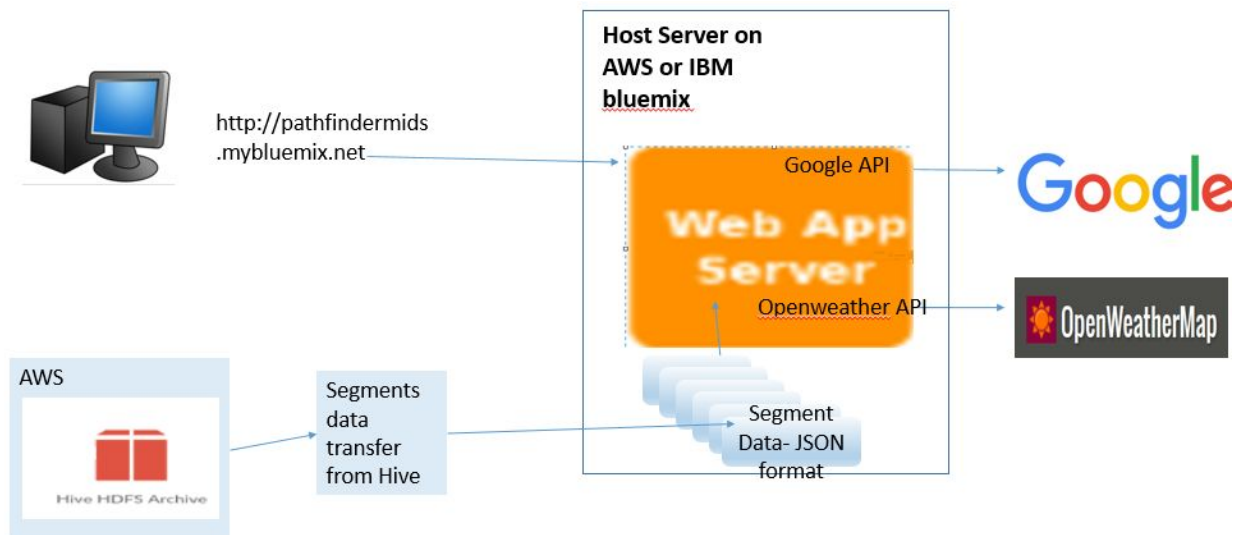 Host Server on
AWS or IBM
bluemix
http://pathfindermids
.mybluemix.net
Google API
Google
Web App
Server
Openweather API
OpenWeatherMap
AWS
Hive HDFS Archive
Segments
data
transfer
from Hive
Segment
Data- JSON
format